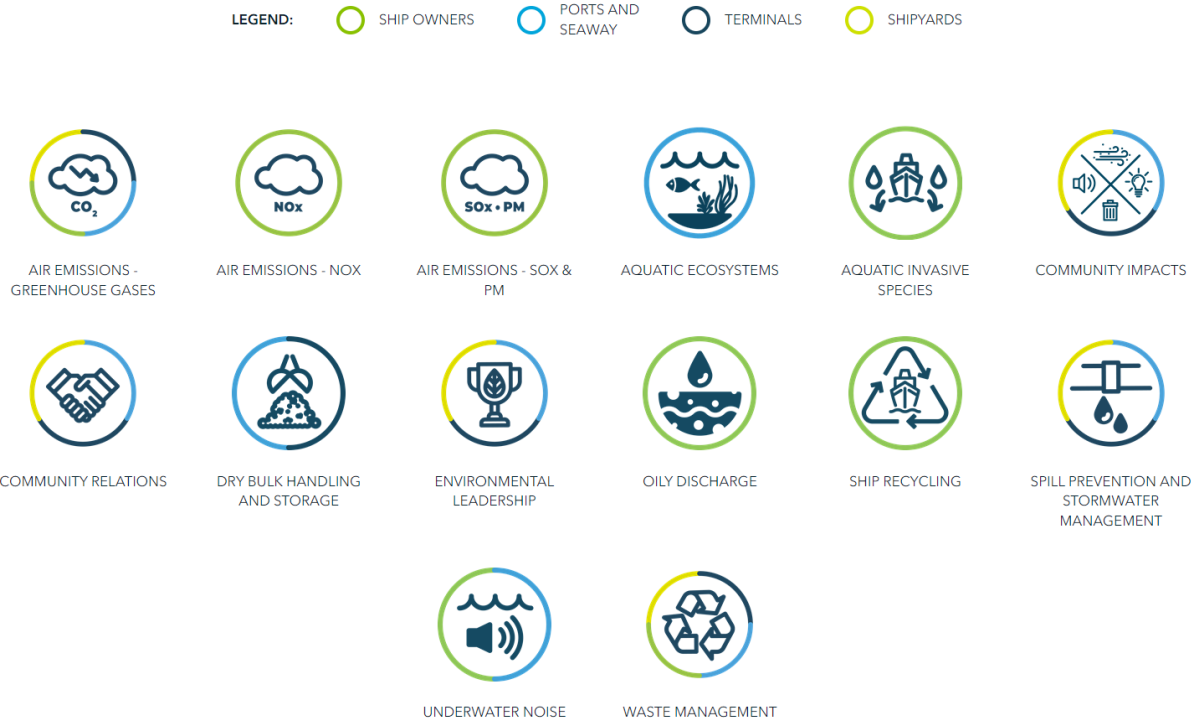 LEGEND:
SHIP OWNERS
PORTS AND
SEAWAY
TERMINALS
SHIPYARDS
CO2
NOx
SOx • PM
AIR EMISSIONS -
GREENHOUSE GASES
AIR EMISSIONS - NOX
AIR EMISSIONS - SOX &
PM
AQUATIC ECOSYSTEMS
AQUATIC INVASIVE
SPECIES
COMMUNITY IMPACTS
COMMUNITY RELATIONS
DRY BULK HANDLING
AND STORAGE
ENVIRONMENTAL
LEADERSHIP
OILY DISCHARGE
SHIP RECYCLING
SPILL PREVENTION AND
STORMWATER
MANAGEMENT
UNDERWATER NOISE
WASTE MANAGEMENT